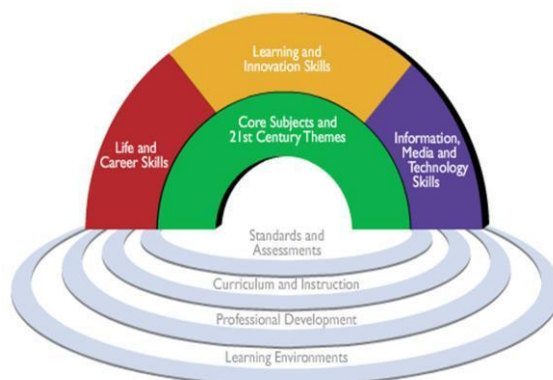 Learning and
Innovation Skills
Core Subjects and
21st Century Themes
Life and
Career Skills
Information,
Media and
Technology
Skills
Standards and
Assessments
Curriculum and Instruction
Professional Development
Learning Environments